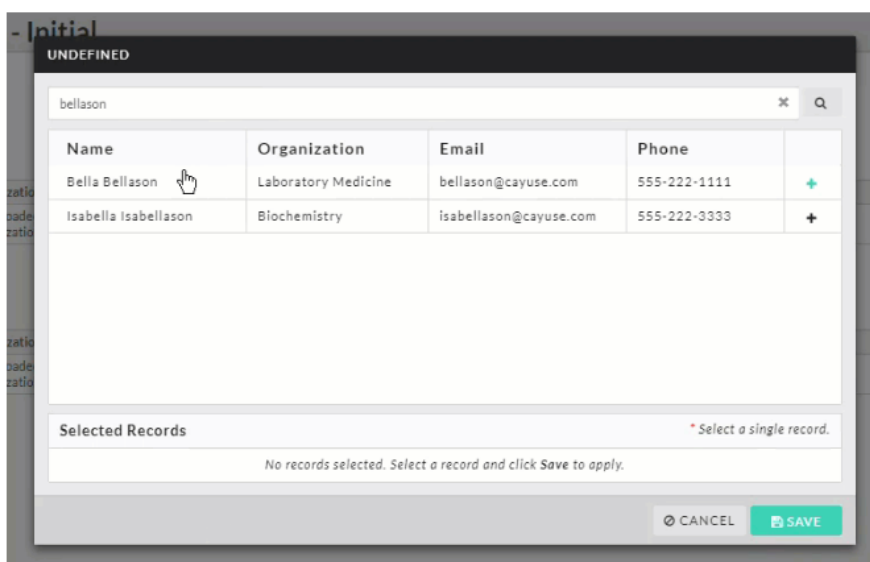 - Initial
UNDEFINED
bellason
Name Organization Email Phone
Bella Bellason Laboratory Medicine bellason@cayuse.com 555-222-1111 +
Isabella Isabellason Biochemistry isabellason@cayuse.com 555-222-3333 +
Selected Records * Select a single record.
No records selected. Select a record and click Save to apply.
CANCEL SAVE